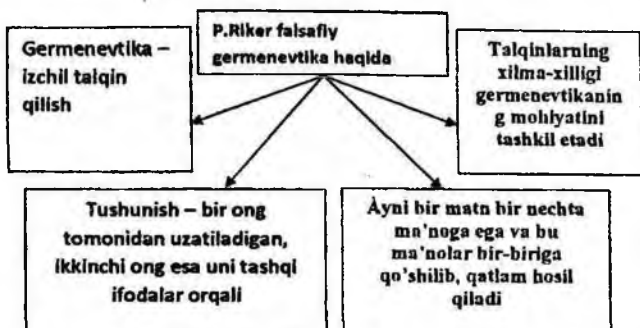 P.Riker falsafiy
germenevtika haqida
Germenevtika –
izchil talqin
qilish
Talqinlarning
xilma-xilligi
germenevtikanin
g mohiyatini
tashkil etadi
Tushunish – bir ong
tomonidan uzatiladigan,
ikkinchi ong esa uni tashqi
ifodalar orqali
Ayni bir matn bir nechta
ma'noga ega va bu
ma'nolar bir-biriga
qo'shilib, qatlam hosil
qiladi